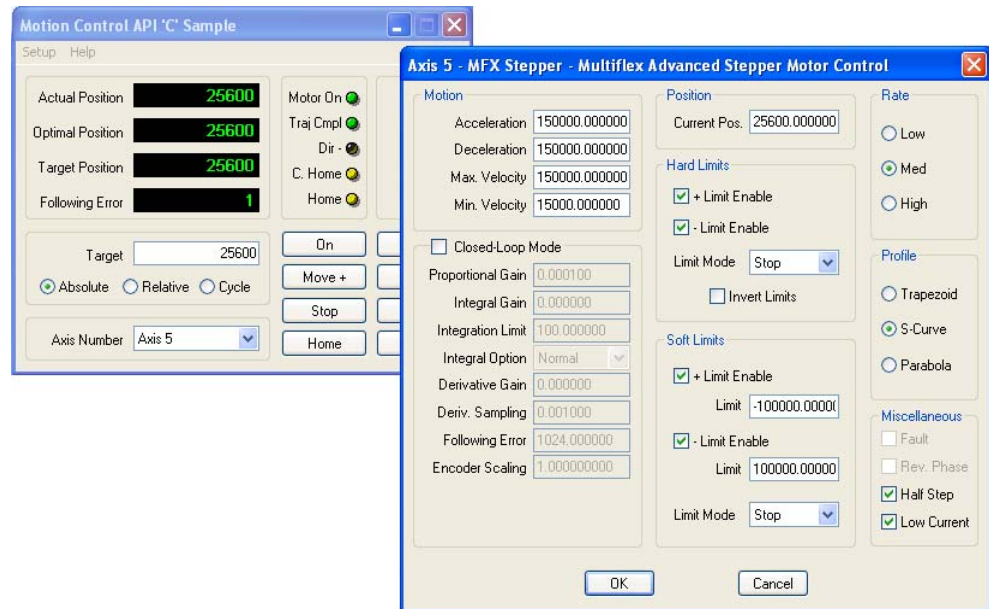 Motion Control API 'C' Sample
Setup Help
Actual Position 25600
Optimal Position 25600
Target Position 25600
Following Error 1
Motor On
Traj Cmpl
Dir -
C. Home
Home
Target 25600
Absolute Relative Cycle
Axis Number Axis 5
On
Move +
Stop
Home
Axis 5 - MFX Stepper - Multiflex Advanced Stepper Motor Control
Motion
Acceleration 150000.000000
Deceleration 150000.000000
Max. Velocity 150000.000000
Min. Velocity 15000.000000
Closed-Loop Mode
Proportional Gain 0.000100
Integral Gain 0.000000
Integration Limit 100.000000
Integral Option Normal
Derivative Gain 0.000000
Deriv. Sampling 0.001000
Following Error 1024.000000
Encoder Scaling 1.000000000
Position
Current Pos. 25600.000000
Hard Limits
+ Limit Enable
- Limit Enable
Limit Mode Stop
Invert Limits
Soft Limits
+ Limit Enable
Limit -100000.0000
- Limit Enable
Limit 100000.00000
Limit Mode Stop
Rate
Low
Med
High
Profile
Trapezoid
S-Curve
Parabola
Miscellaneous
Fault
Rev. Phase
Half Step
Low Current
OK Cancel